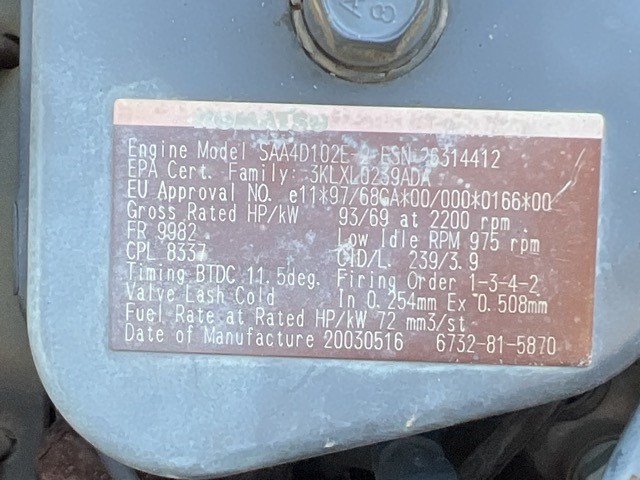 A
8
KOMATSU
Engine Model SAA4D102E-2 ESN 26314412
EPA Cert. Family: 3KLXL0239ADA
EU Approval NO. e11*97/68GA*00/000*0166*00
Gross Rated HP/kW 93/69 at 2200 rpm
FR 9982 Low Idle RPM 975 rpm
CPL 8337 CID/L. 239/3.9
Timing BTDC 11.5deg. Firing Order 1-3-4-2
Valve Lash Cold In 0.254mm Ex 0.508mm
Fuel Rate at Rated HP/kW 72 mm3/st
Date of Manufacture 20030516 6732-81-5870